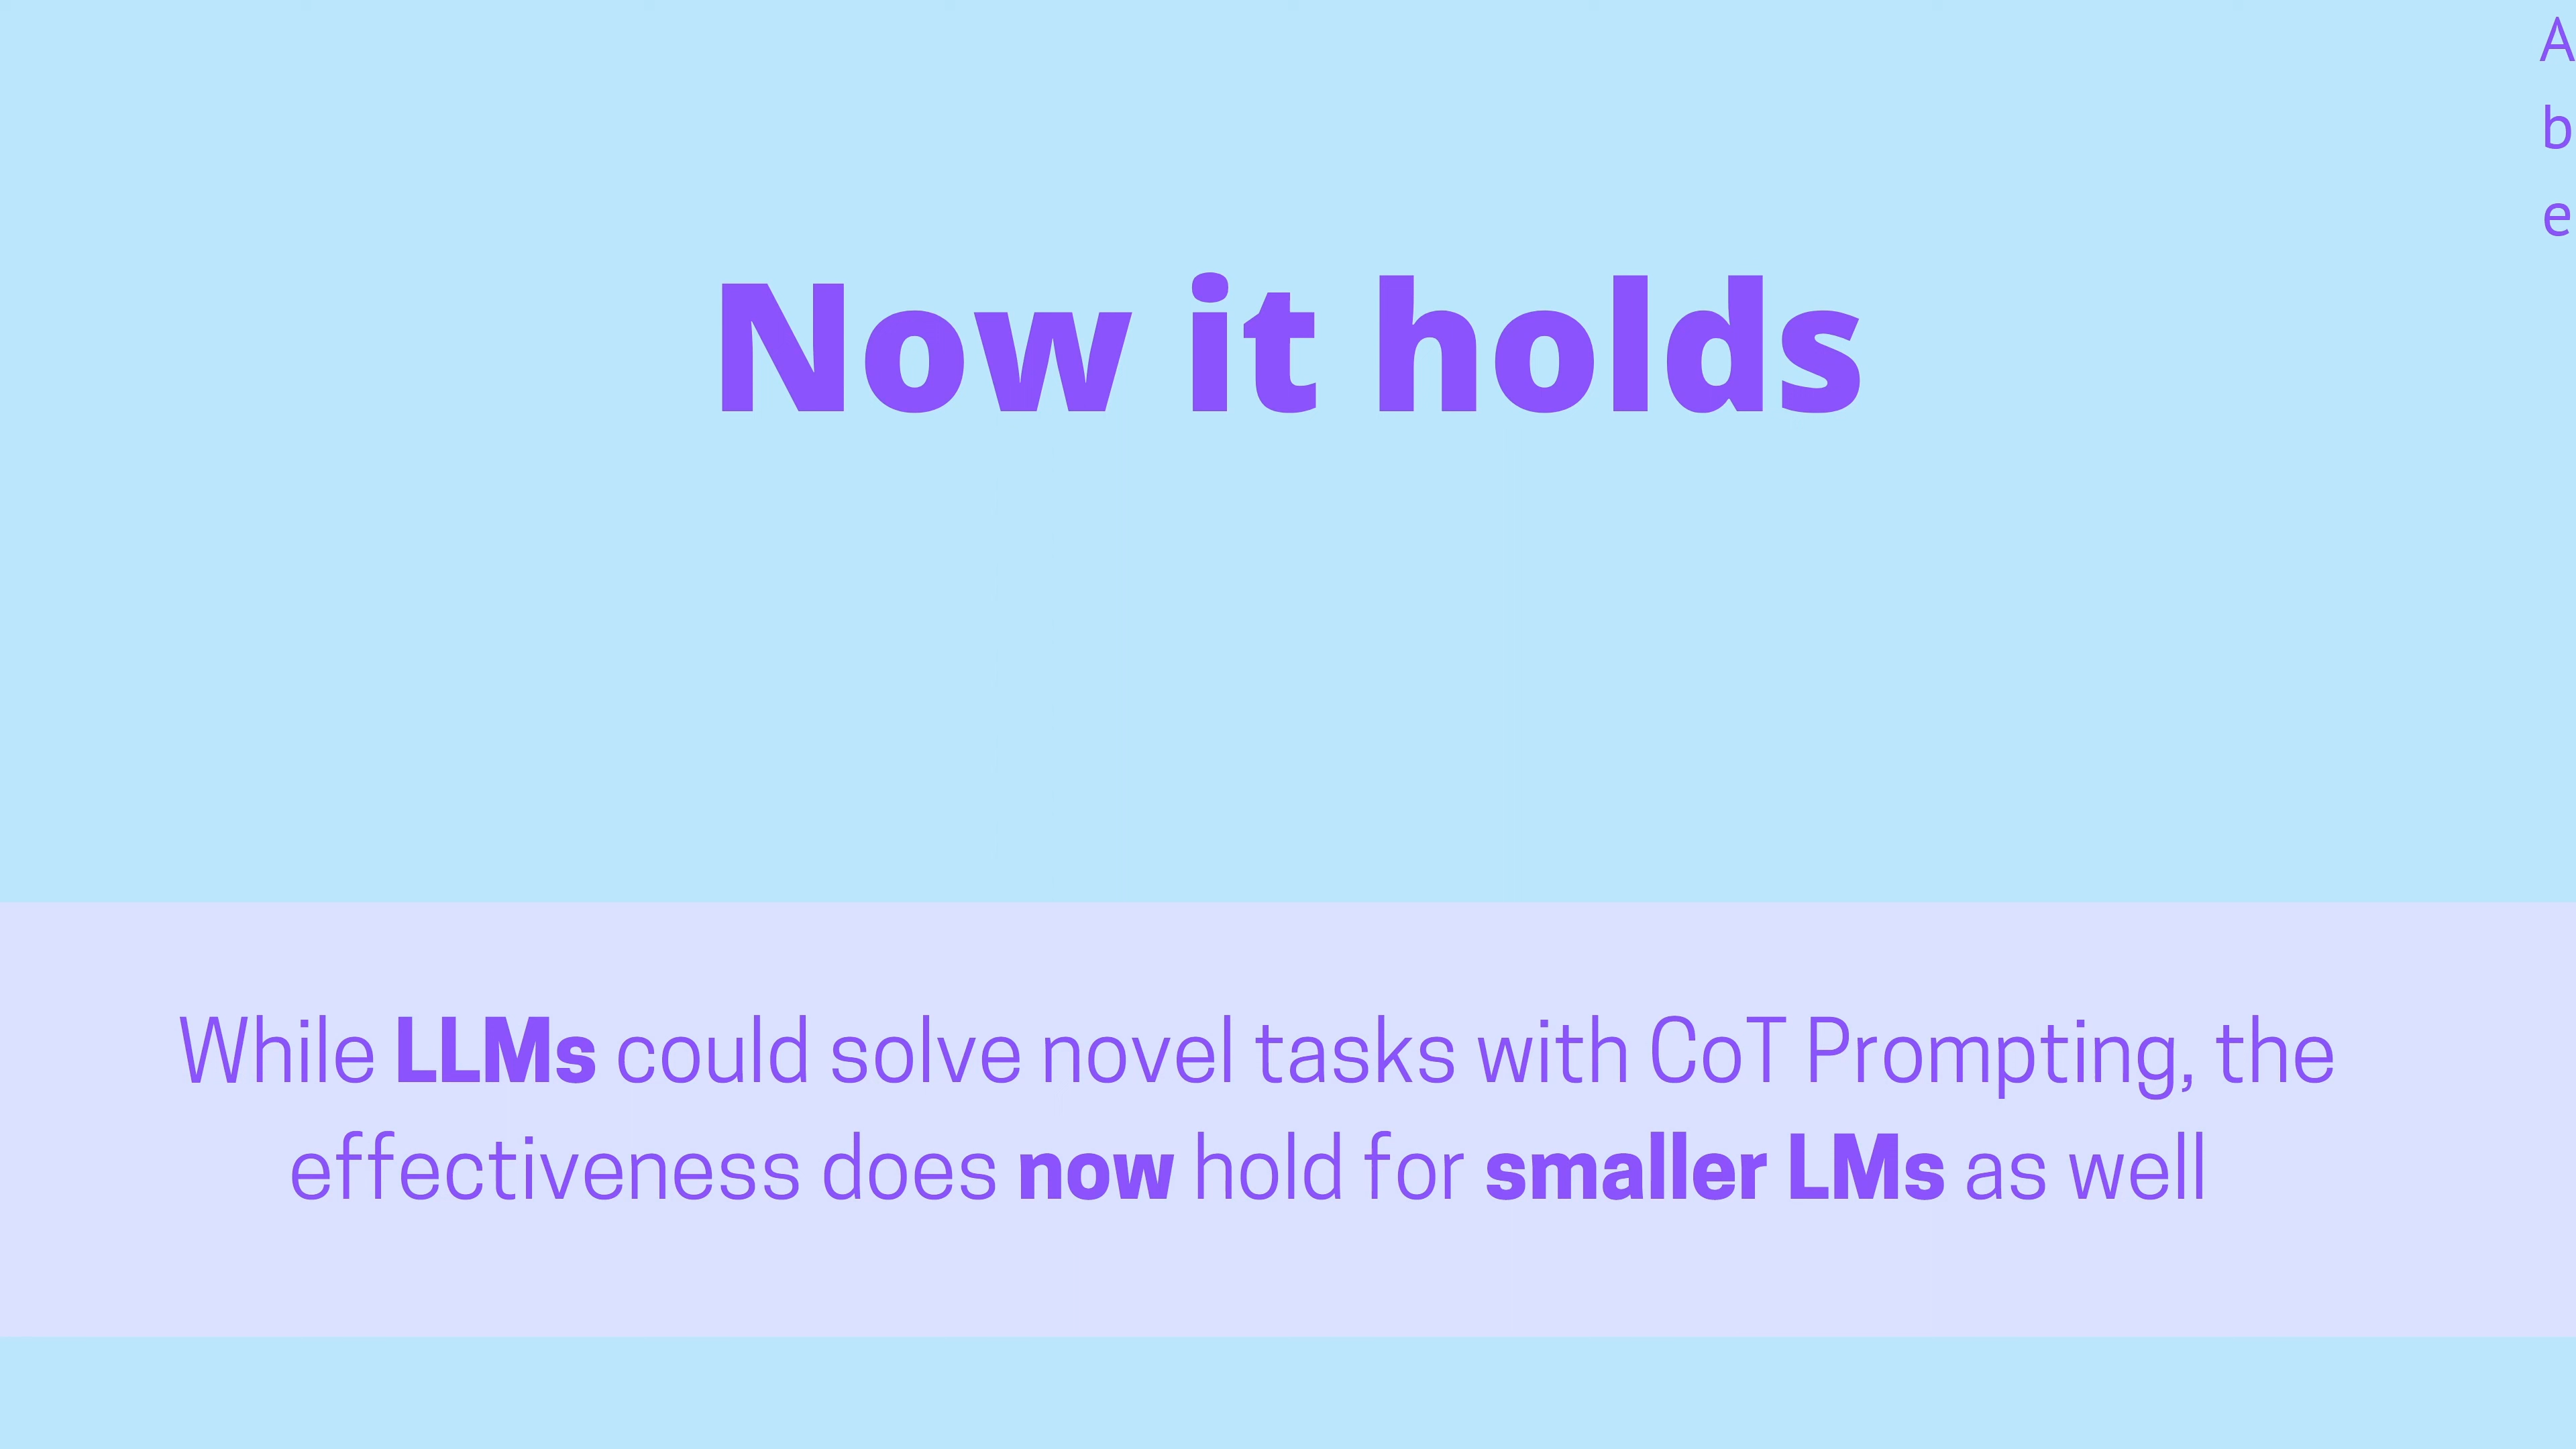 A
b
e
Now it holds
While LLMs could solve novel tasks with CoT Prompting, the
effectiveness does now hold for smaller LMs as well